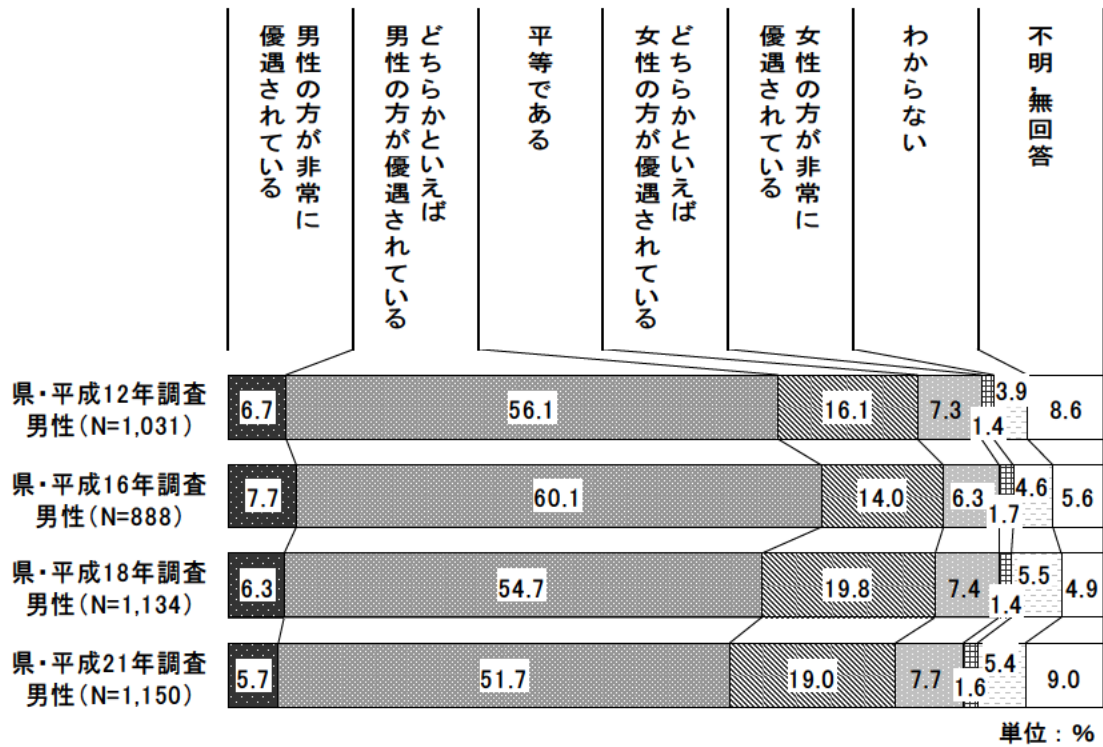 男性の方が非常に
優遇されている
どちらかといえば
男性の方が優遇されている
平等である
どちらかといえば
女性の方が優遇されている
女性の方が非常に
優遇されている
わからない
不明・無回答
県・平成12年調査
男性(N=1,031)
6.7 56.1 16.1 7.3 1.4 3.9 8.6
県・平成16年調査
男性(N=888)
7.7 60.1 14.0 6.3 1.7 4.6 5.6
県・平成18年調査
男性(N=1,134)
6.3 54.7 19.8 7.4 1.4 5.5 4.9
県・平成21年調査
男性(N=1,150)
5.7 51.7 19.0 7.7 1.6 5.4 9.0
単位:%